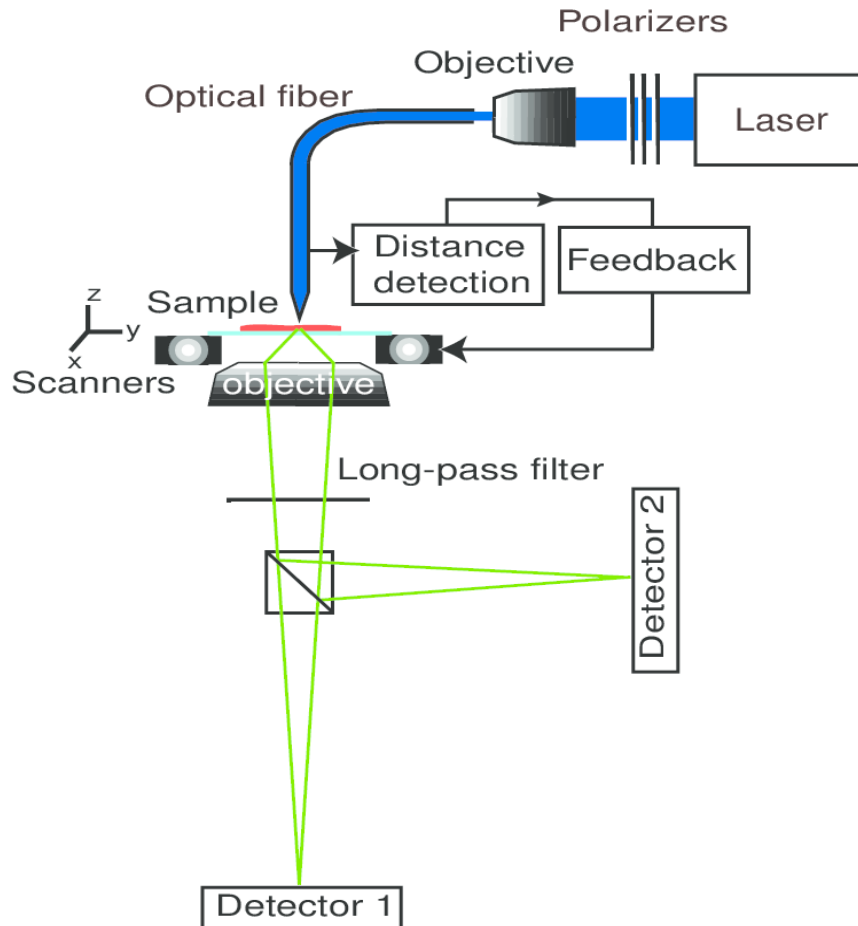 Polarizers
Objective
Optical fiber
Laser
Distance
detection
Feedback
Sample
z
y
x
Scanners
objective
Long-pass filter
Detector 2
Detector 1